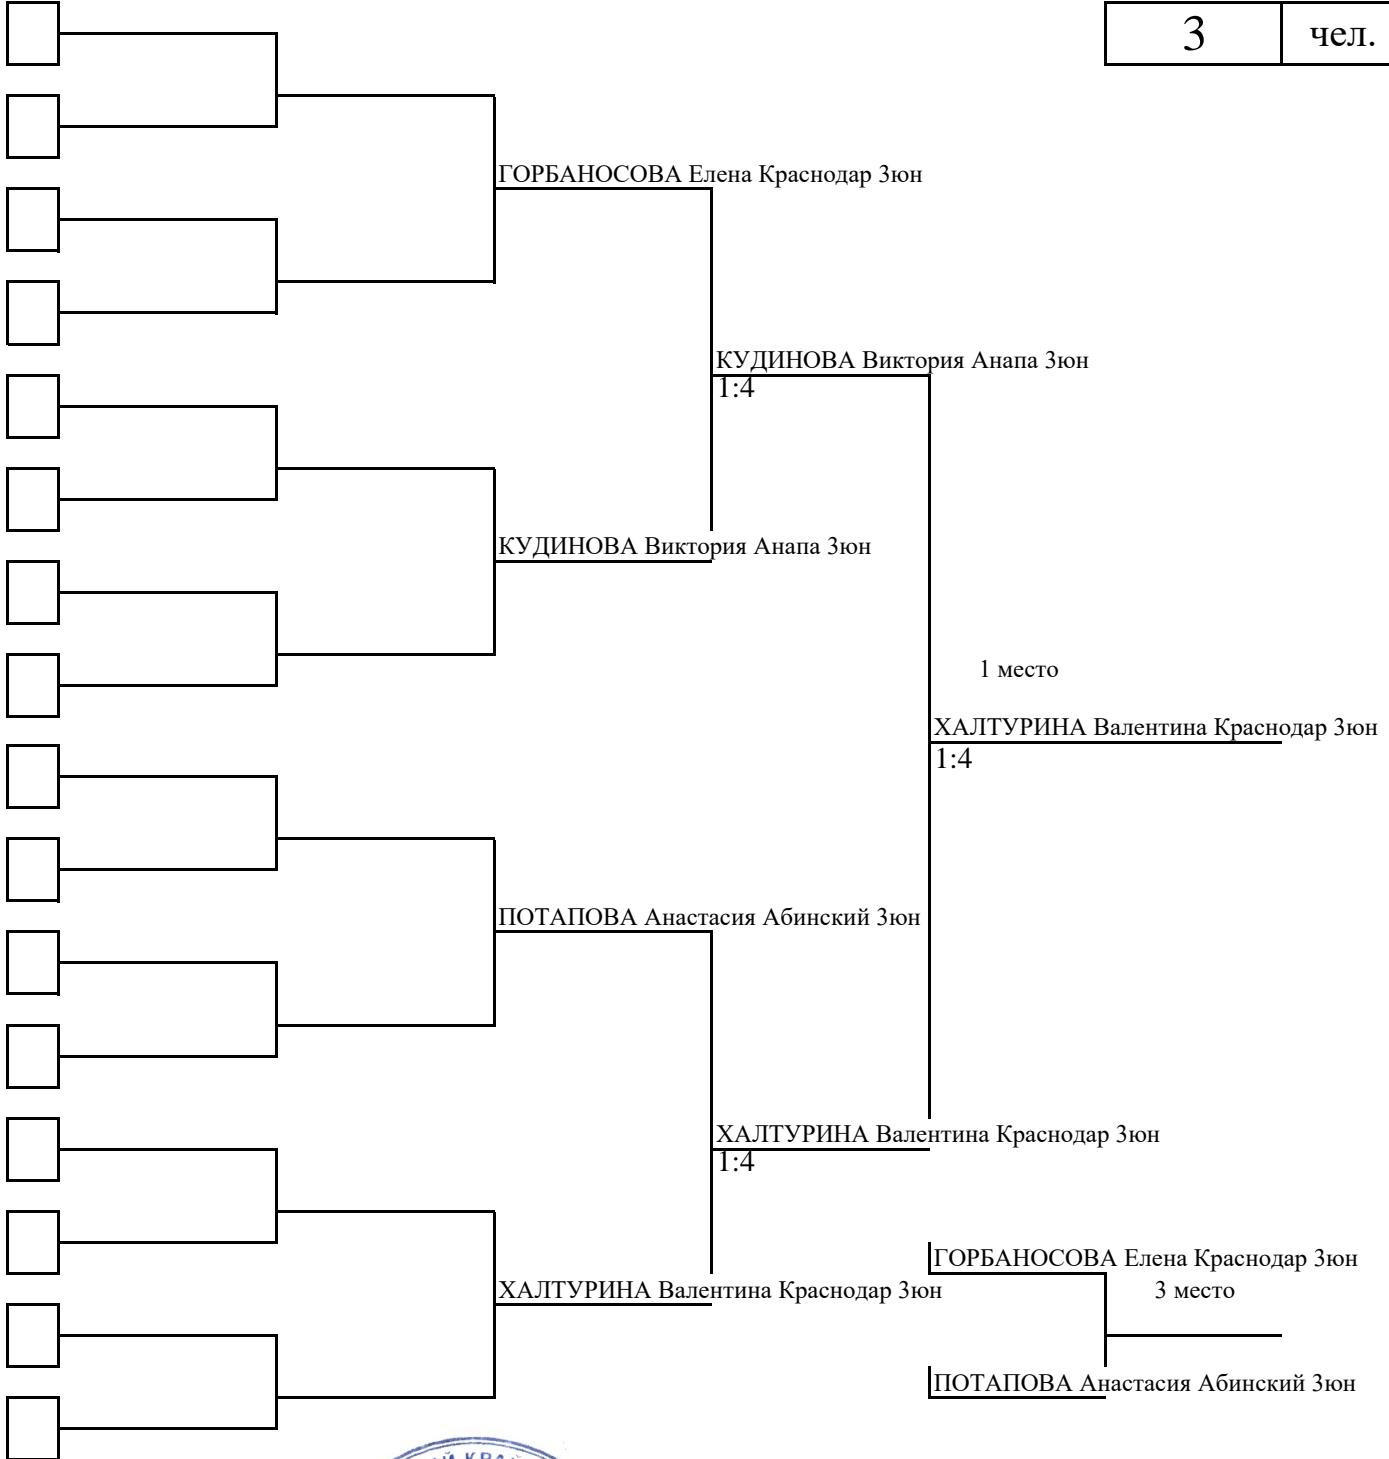 3 чел.
ГОРБАНОСОВА Елена Краснодар 3юн
КУДИНОВА Виктория Анапа 3юн
1:4
КУДИНОВА Виктория Анапа 3юн
1 место
ХАЛТУРИНА Валентина Краснодар 3юн
1:4
ПОТАПОВА Анастасия Абинский 3юн
ХАЛТУРИНА Валентина Краснодар 3юн
1:4
ГОРБАНОСОВА Елена Краснодар 3юн
ХАЛТУРИНА Валентина Краснодар 3юн
3 место
ПОТАПОВА Анастасия Абинский 3юн